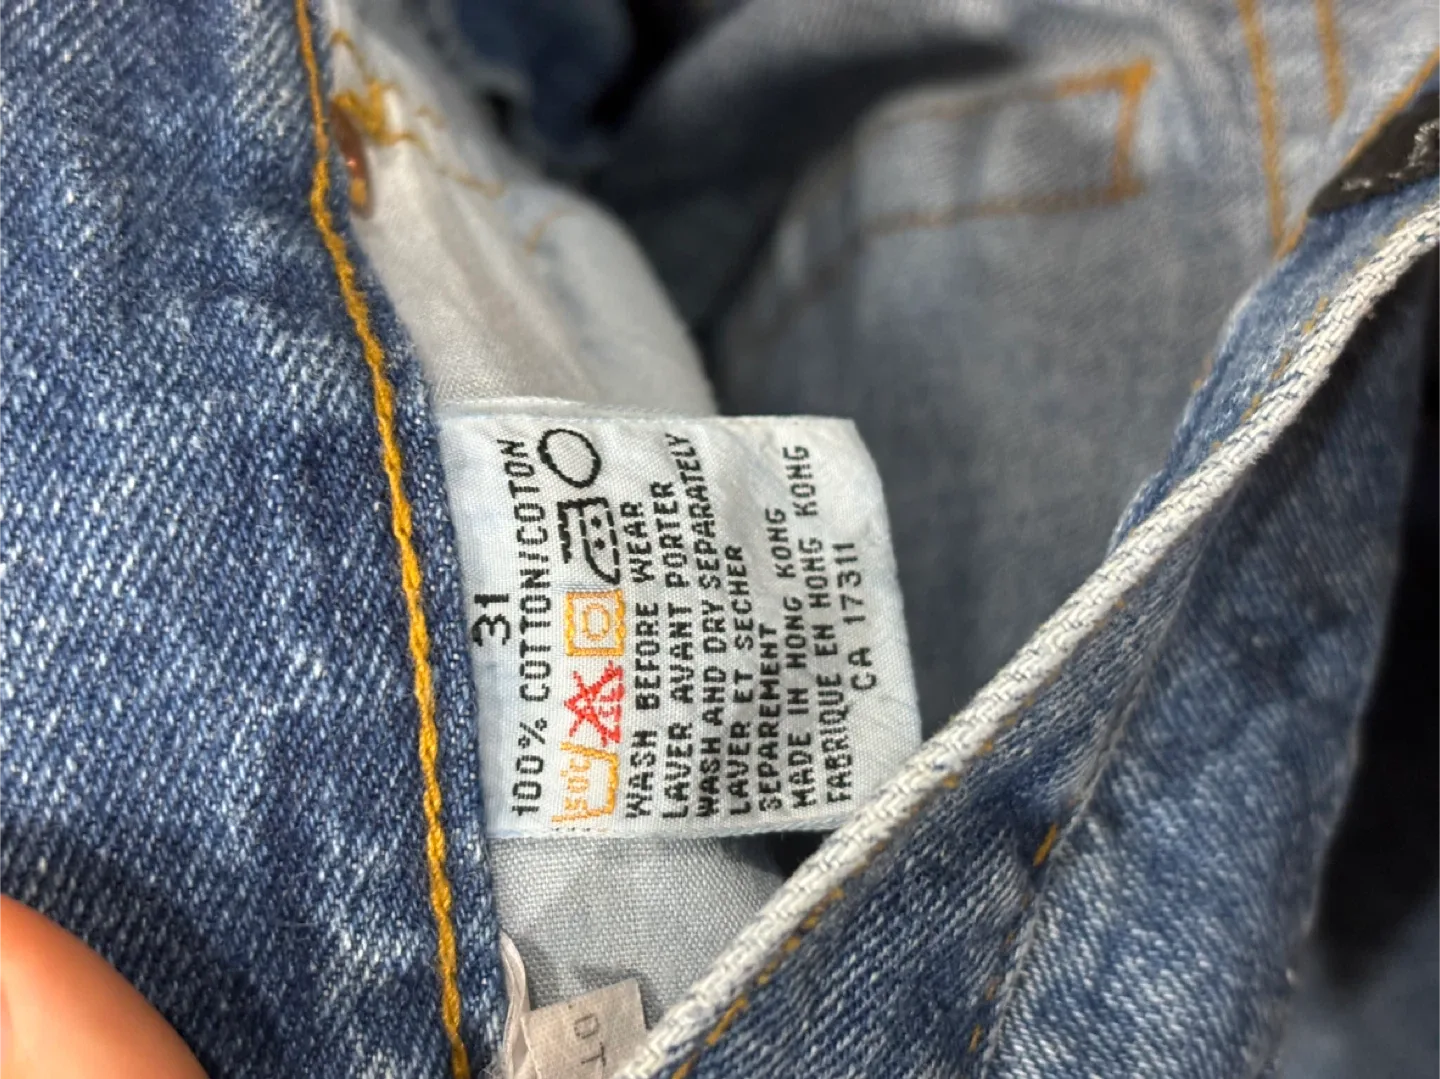 31
100% COTTON/COTON
50°
WASH BEFORE WEAR
LAVER AVANT PORTER
WASH AND DRY SEPARATELY
LAVER ET SECHER
SEPAREMENT
MADE IN HONG KONG
FABRIQUE EN HONG KONG
CA 17311